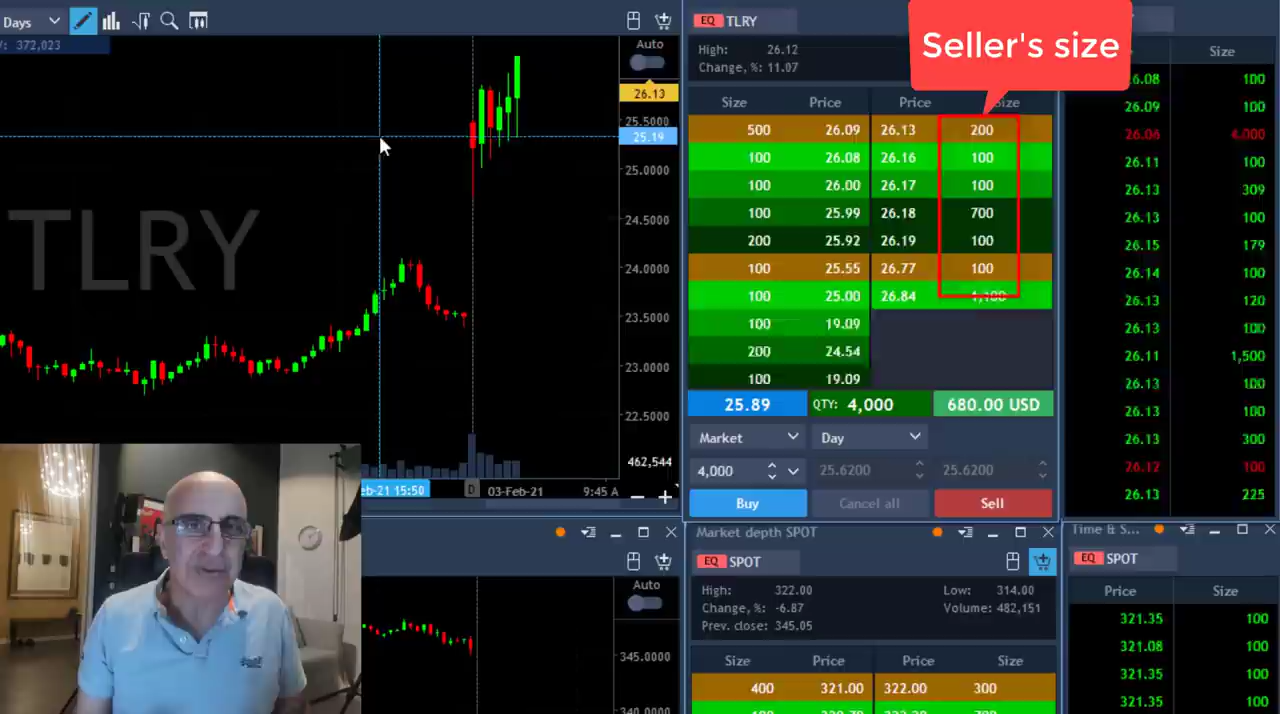 Days
EQ TLRY
V: 372,023
High: 26.12
Change, %: 11.07
Seller's size
Auto
26.13
25.5000
25.19
25.0000
24.5000
24.0000
23.5000
23.0000
22.5000
462,544
TLRY
Size Price Price Size
500 26.09 26.13 200
100 26.08 26.16 100
100 26.00 26.17 100
100 25.99 26.18 700
200 25.92 26.19 100
100 25.55 26.77 100
100 25.00 26.84 1,100
100 19.09
200 24.54
100 19.09
25.89 QTY: 4,000 680.00 USD
Market Day
4,000 25.6200 25.6200
Buy Cancel all Sell
Size
6.08 100
26.09 100
26.06 4,000
26.11 100
26.13 309
26.13 100
26.15 179
26.14 100
26.13 120
26.13 100
26.11 1,500
26.13 100
26.13 100
26.13 300
26.12 100
26.13 225
eb-21 15:50 D 03-Feb-21 9:45 A
Auto
345.0000
340.0000
Market depth SPOT
EQ SPOT
High: 322.00 Low: 314.00
Change, %: -6.87 Volume: 482,151
Prev. close: 345.05
Size Price Price Size
400 321.00 322.00 300
Time & S...
EQ SPOT
Price Size
321.35 100
321.08 100
321.35 100
321.35 100